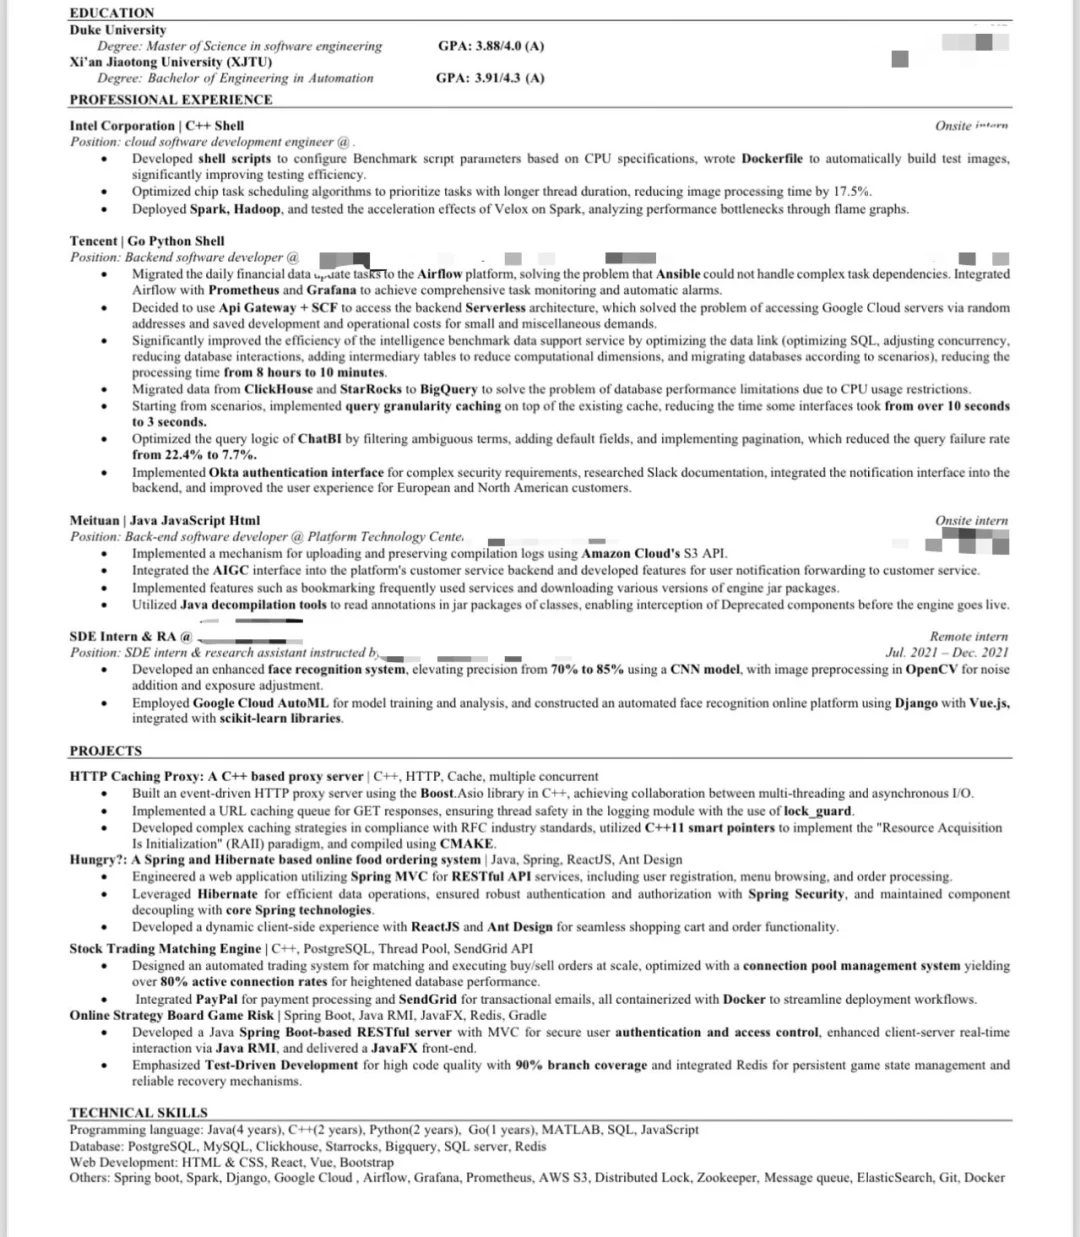 EDUCATION
Duke University
Degree: Master of Science in software engineering GPA: 3.88/4.0 (A)
Xi'an Jiaotong University (XJTU)
Degree: Bachelor of Engineering in Automation GPA: 3.91/4.3 (A)
PROFESSIONAL EXPERIENCE
Intel Corporation | C++ Shell Onsite intern
Position: cloud software development engineer @
• Developed shell scripts to configure Benchmark script parameters based on CPU specifications, wrote Dockerfile to automatically build test images,
significantly improving testing efficiency.
• Optimized chip task scheduling algorithms to prioritize tasks with longer thread duration, reducing image processing time by 17.5%.
• Deployed Spark, Hadoop, and tested the acceleration effects of Velox on Spark, analyzing performance bottlenecks through flame graphs.
Tencent | Go Python Shell
Position: Backend software developer @
• Migrated the daily financial data update tasks to the Airflow platform, solving the problem that Ansible could not handle complex task dependencies. Integrated
Airflow with Prometheus and Grafana to achieve comprehensive task monitoring and automatic alarms.
• Decided to use Api Gateway + SCF to access the backend Serverless architecture, which solved the problem of accessing Google Cloud servers via random
addresses and saved development and operational costs for small and miscellaneous demands.
• Significantly improved the efficiency of the intelligence benchmark data support service by optimizing the data link (optimizing SQL, adjusting concurrency,
reducing database interactions, adding intermediary tables to reduce computational dimensions, and migrating databases according to scenarios), reducing the
processing time from 8 hours to 10 minutes.
• Migrated data from ClickHouse and StarRocks to BigQuery to solve the problem of database performance limitations due to CPU usage restrictions.
• Starting from scenarios, implemented query granularity caching on top of the existing cache, reducing the time some interfaces took from over 10 seconds
to 3 seconds.
• Optimized the query logic of ChatBI by filtering ambiguous terms, adding default fields, and implementing pagination, which reduced the query failure rate
from 22.4% to 7.7%.
• Implemented Okta authentication interface for complex security requirements, researched Slack documentation, integrated the notification interface into the
backend, and improved the user experience for European and North American customers.
Meituan | Java JavaScript Html Onsite intern
Position: Back-end software developer @ Platform Technology Center
• Implemented a mechanism for uploading and preserving compilation logs using Amazon Cloud's S3 API.
• Integrated the AIGC interface into the platform's customer service backend and developed features for user notification forwarding to customer service.
• Implemented features such as bookmarking frequently used services and downloading various versions of engine jar packages.
• Utilized Java decompilation tools to read annotations in jar packages of classes, enabling interception of Deprecated components before the engine goes live.
SDE Intern & RA @ Remote intern
Position: SDE intern & research assistant instructed by Jul. 2021 – Dec. 2021
• Developed an enhanced face recognition system, elevating precision from 70% to 85% using a CNN model, with image preprocessing in OpenCV for noise
addition and exposure adjustment.
• Employed Google Cloud AutoML for model training and analysis, and constructed an automated face recognition online platform using Django with Vue.js,
integrated with scikit-learn libraries.
PROJECTS
HTTP Caching Proxy: A C++ based proxy server | C++, HTTP, Cache, multiple concurrent
• Built an event-driven HTTP proxy server using the Boost.Asio library in C++, achieving collaboration between multi-threading and asynchronous I/O.
• Implemented a URL caching queue for GET responses, ensuring thread safety in the logging module with the use of lock_guard.
• Developed complex caching strategies in compliance with RFC industry standards, utilized C++11 smart pointers to implement the "Resource Acquisition
Is Initialization" (RAII) paradigm, and compiled using CMAKE.
Hungry?: A Spring and Hibernate based online food ordering system | Java, Spring, ReactJS, Ant Design
• Engineered a web application utilizing Spring MVC for RESTful API services, including user registration, menu browsing, and order processing.
• Leveraged Hibernate for efficient data operations, ensured robust authentication and authorization with Spring Security, and maintained component
decoupling with core Spring technologies.
• Developed a dynamic client-side experience with ReactJS and Ant Design for seamless shopping cart and order functionality.
Stock Trading Matching Engine | C++, PostgreSQL, Thread Pool, SendGrid API
• Designed an automated trading system for matching and executing buy/sell orders at scale, optimized with a connection pool management system yielding
over 80% active connection rates for heightened database performance.
• Integrated PayPal for payment processing and SendGrid for transactional emails, all containerized with Docker to streamline deployment workflows.
Online Strategy Board Game Risk | Spring Boot, Java RMI, JavaFX, Redis, Gradle
• Developed a Java Spring Boot-based RESTful server with MVC for secure user authentication and access control, enhanced client-server real-time
interaction via Java RMI, and delivered a JavaFX front-end.
• Emphasized Test-Driven Development for high code quality with 90% branch coverage and integrated Redis for persistent game state management and
reliable recovery mechanisms.
TECHNICAL SKILLS
Programming language: Java(4 years), C++(2 years), Python(2 years), Go(1 years), MATLAB, SQL, JavaScript
Database: PostgreSQL, MySQL, Clickhouse, Starrocks, Bigquery, SQL server, Redis
Web Development: HTML & CSS, React, Vue, Bootstrap
Others: Spring boot, Spark, Django, Google Cloud , Airflow, Grafana, Prometheus, AWS S3, Distributed Lock, Zookeeper, Message queue, ElasticSearch, Git, Docker